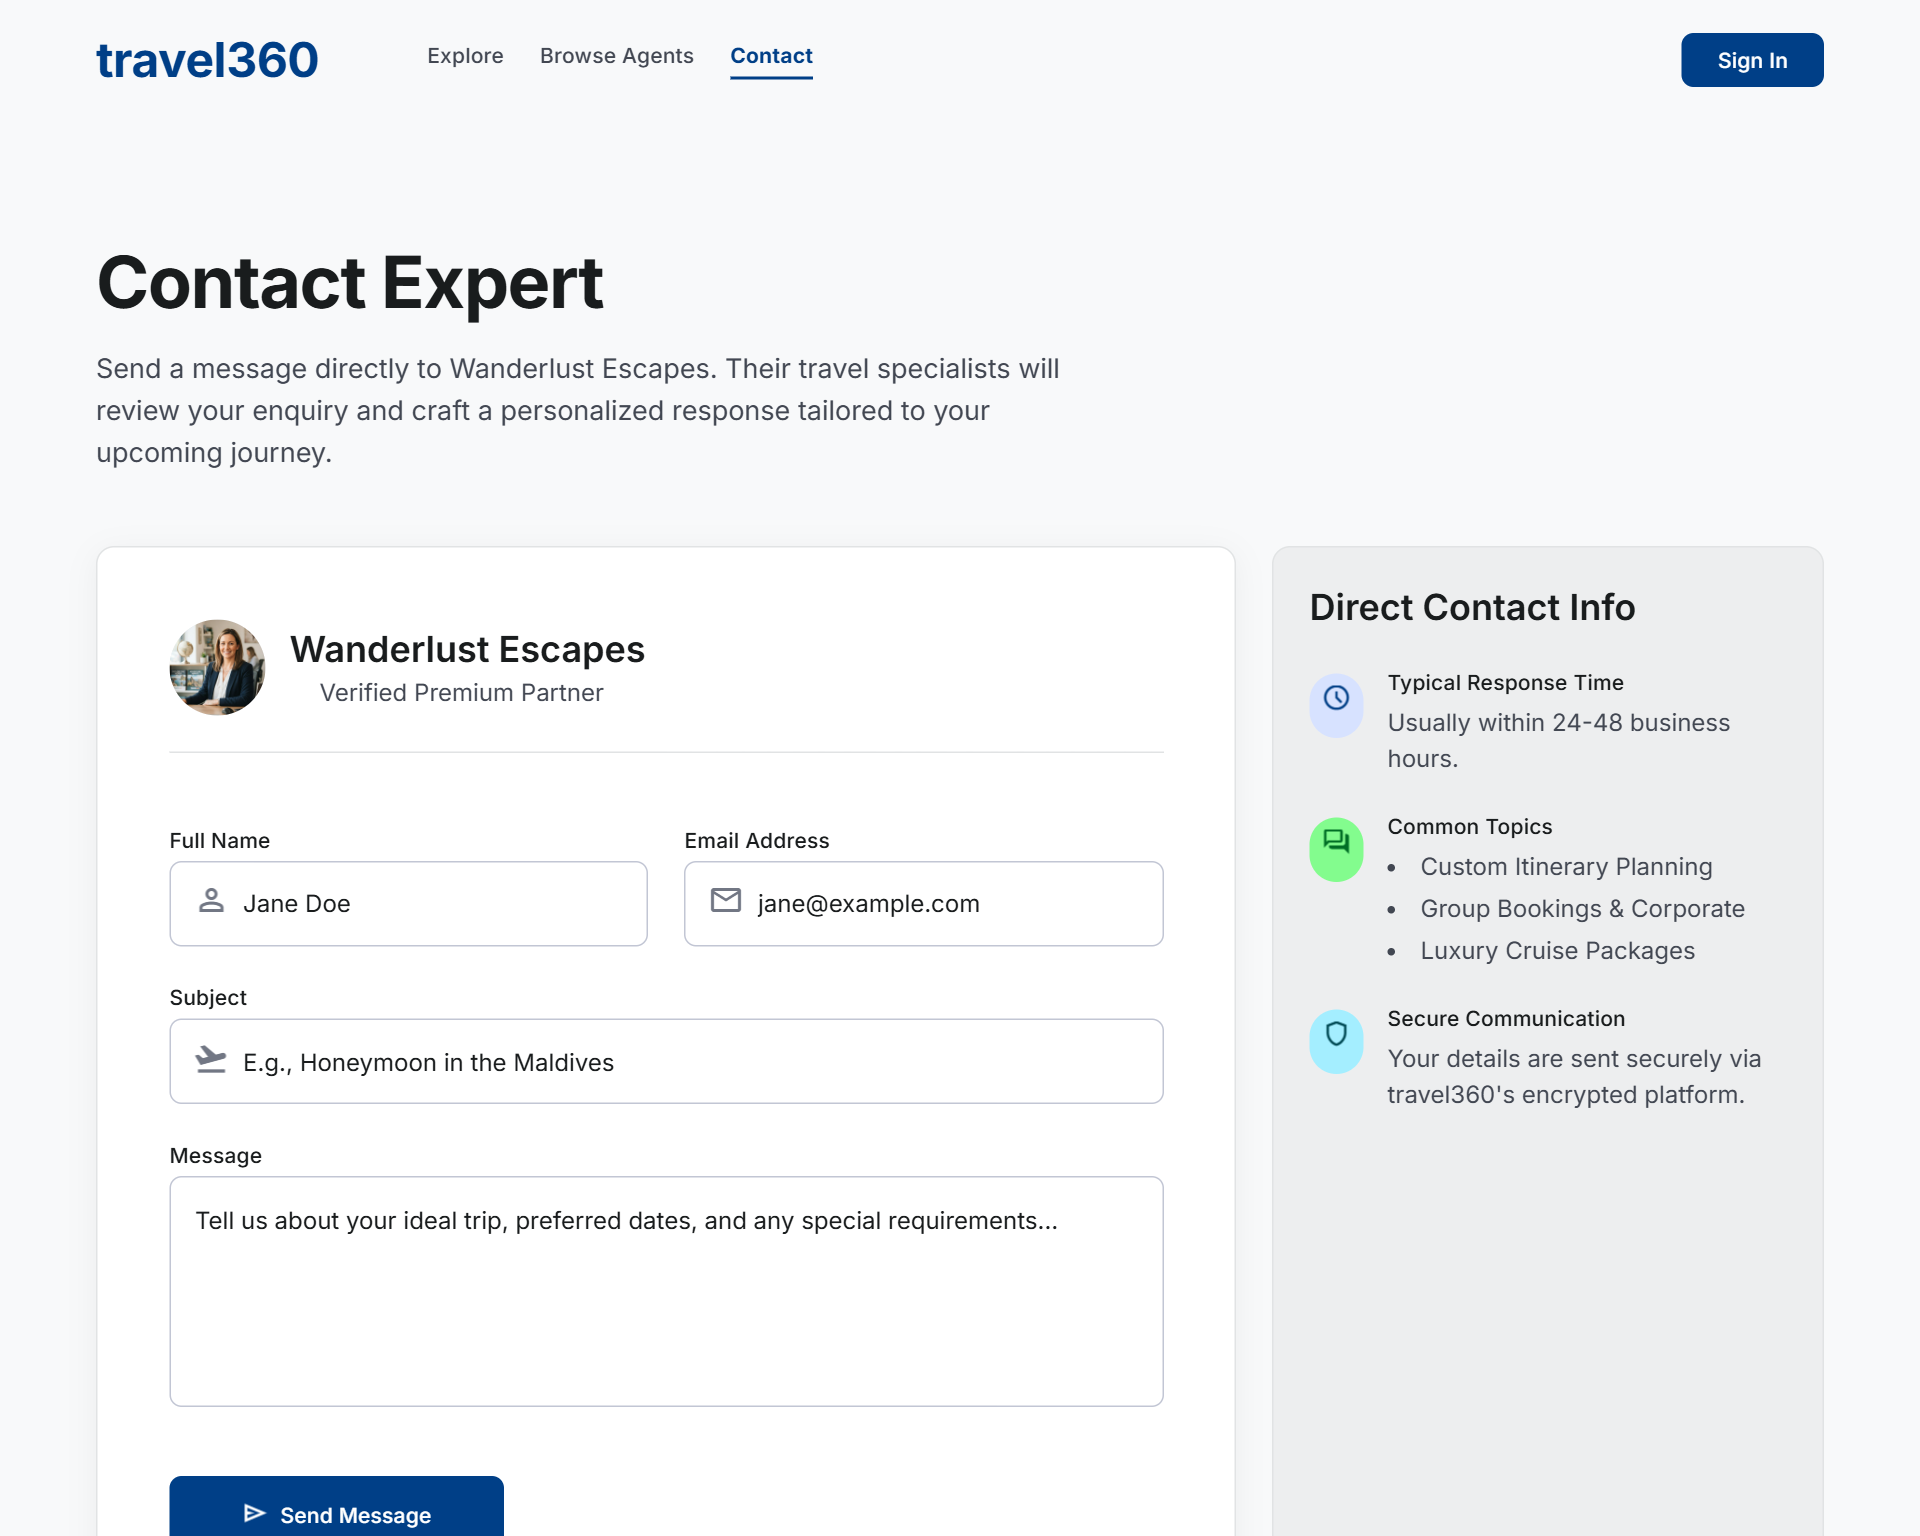 travel360
Explore
Browse Agents
Contact
Sign In
Contact Expert
Send a message directly to Wanderlust Escapes. Their travel specialists will
review your enquiry and craft a personalized response tailored to your
upcoming journey.
Wanderlust Escapes
Verified Premium Partner
Full Name
Jane Doe
Email Address
jane@example.com
Subject
E.g., Honeymoon in the Maldives
Message
Tell us about your ideal trip, preferred dates, and any special requirements...
Send Message
Direct Contact Info
Typical Response Time
Usually within 24-48 business
hours.
Common Topics
• Custom Itinerary Planning
• Group Bookings & Corporate
• Luxury Cruise Packages
Secure Communication
Your details are sent securely via
travel360's encrypted platform.